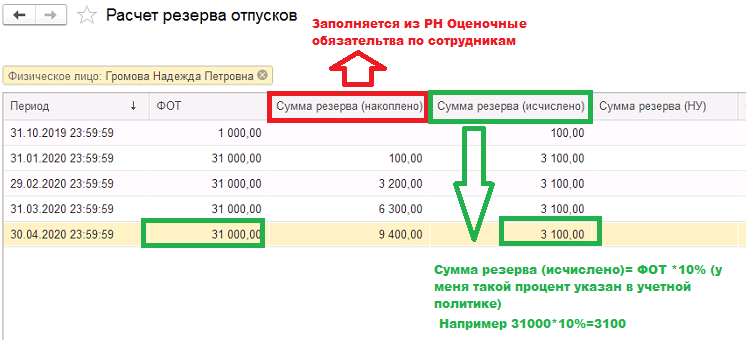 Расчет резерва отпусков
Заполняется из РН Оценочные
обязательства по сотрудникам
Физическое лицо: Громова Надежда Петровна
Период ФОТ Сумма резерва (накоплено) Сумма резерва (исчислено) Сумма резерва (НУ)
31.10.2019 23:59:59 1 000,00 100,00
31.01.2020 23:59:59 31 000,00 100,00 3 100,00
29.02.2020 23:59:59 31 000,00 3 200,00 3 100,00
31.03.2020 23:59:59 31 000,00 6 300,00 3 100,00
30.04.2020 23:59:59 31 000,00 9 400,00 3 100,00
Сумма резерва (исчислено)= ФОТ *10% (у
меня такой процент указан в учетной
политике)
Например 31000*10%=3100